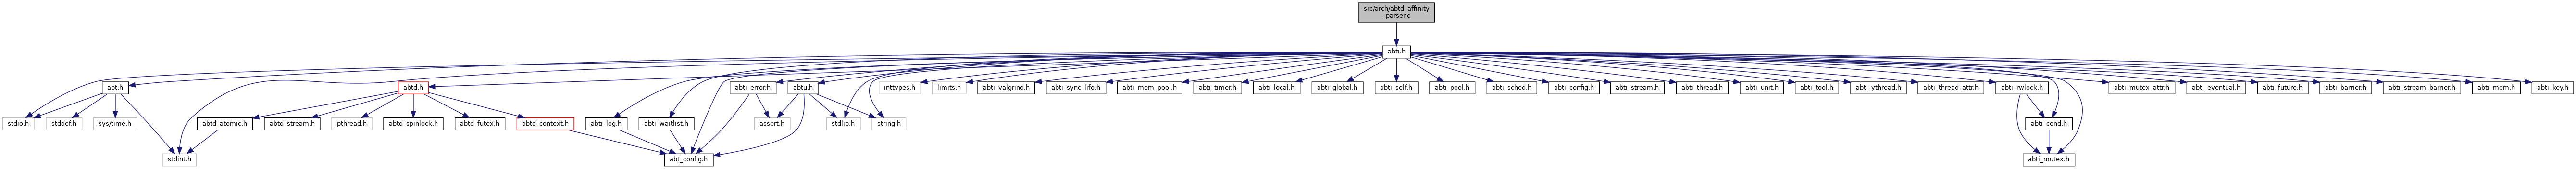 src/arch/abtd_affinity
_parser.c
abti.h
abt.h
abtd.h
abti_error.h
abtu.h
inttypes.h
limits.h
abti_valgrind.h
abti_sync_lifo.h
abti_mem_pool.h
abti_timer.h
abti_local.h
abti_global.h
abti_self.h
abti_pool.h
abti_sched.h
abti_config.h
abti_stream.h
abti_thread.h
abti_unit.h
abti_tool.h
abti_ythread.h
abti_thread_attr.h
abti_rwlock.h
abti_mutex_attr.h
abti_eventual.h
abti_future.h
abti_barrier.h
abti_stream_barrier.h
abti_mem.h
abti_key.h
stdio.h
stddef.h
sys/time.h
abtd_atomic.h
abtd_stream.h
pthread.h
abtd_spinlock.h
abtd_futex.h
abtd_context.h
abti_log.h
abti_waitlist.h
assert.h
stdlib.h
string.h
abti_cond.h
stdint.h
abt_config.h
abti_mutex.h